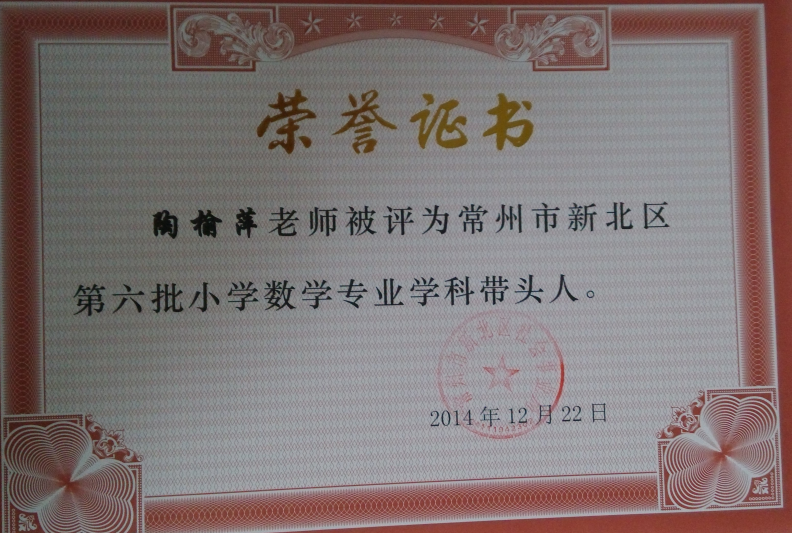 荣誉证书
陶榆萍老师被评为常州市新北区
第六批小学数学专业学科带头人。
2014年12月22日